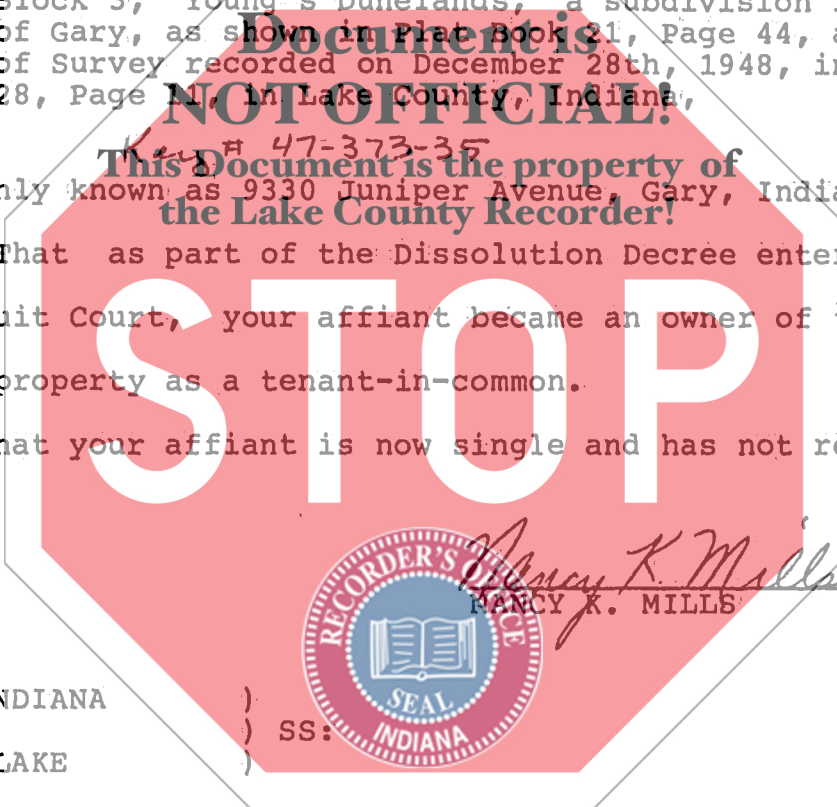 Block 5, Young's Dunelands, a subdivision
of Gary, as shown in Plat Book 21, Page 44, a
of Survey recorded on December 28th, 1948, in
28, Page 11, in Lake County, Indiana,
Document is
NOT OFFICIAL!
This Document is the property of
the Lake County Recorder!
Key # 47-373-35
nly known as 9330 Juniper Avenue, Gary, India
That as part of the Dissolution Decree enter
uit Court, your affiant became an owner of
property as a tenant-in-common.
hat your affiant is now single and has not re
STOP
Nancy K. Mills
NANCY K. MILLS
RECORDER'S OFFICE
SEAL
INDIANA
NDIANA )
) SS:
LAKE )